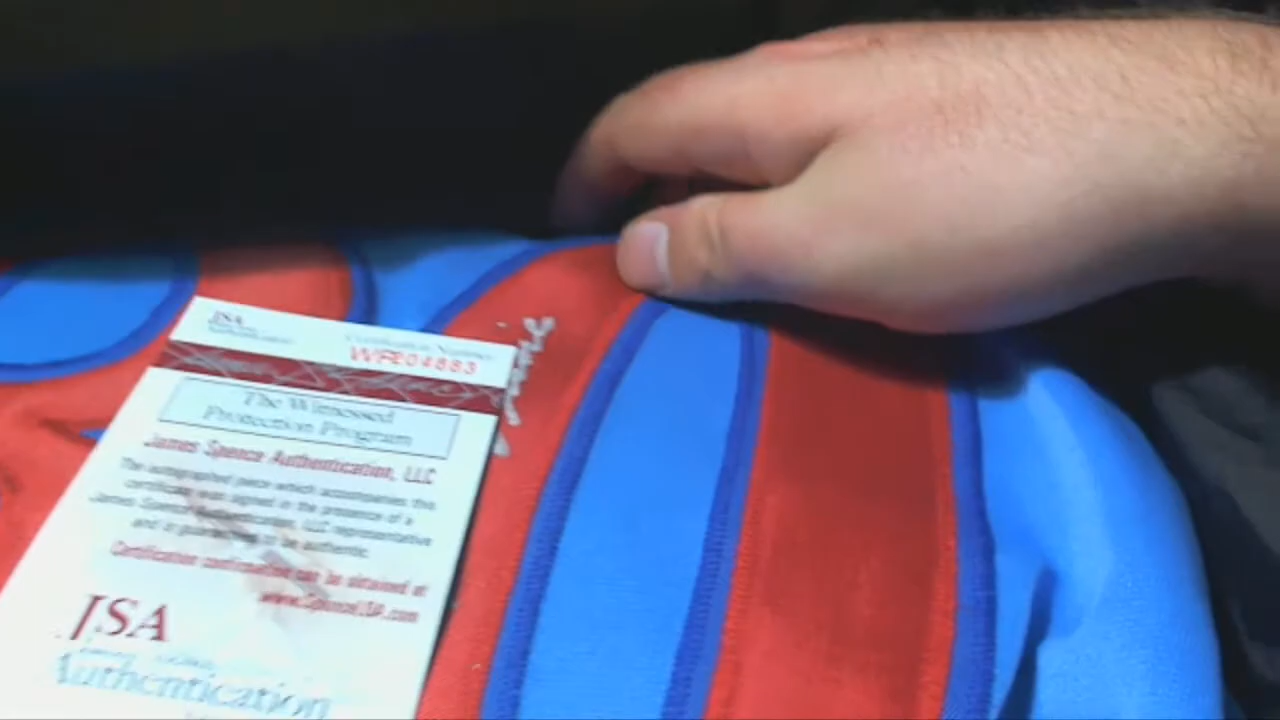 JSA
Certification Number
WP204883
The Witnessed
Protection Program
James Spence Authentication, LLC
The autographed piece which accompanies this
certificate was signed in the presence of a
James Spence Authentication, LLC representative
and is guaranteed to be authentic.
Certification confirmation can be obtained at
www.SpenceJSA.com
JSA
Authentication